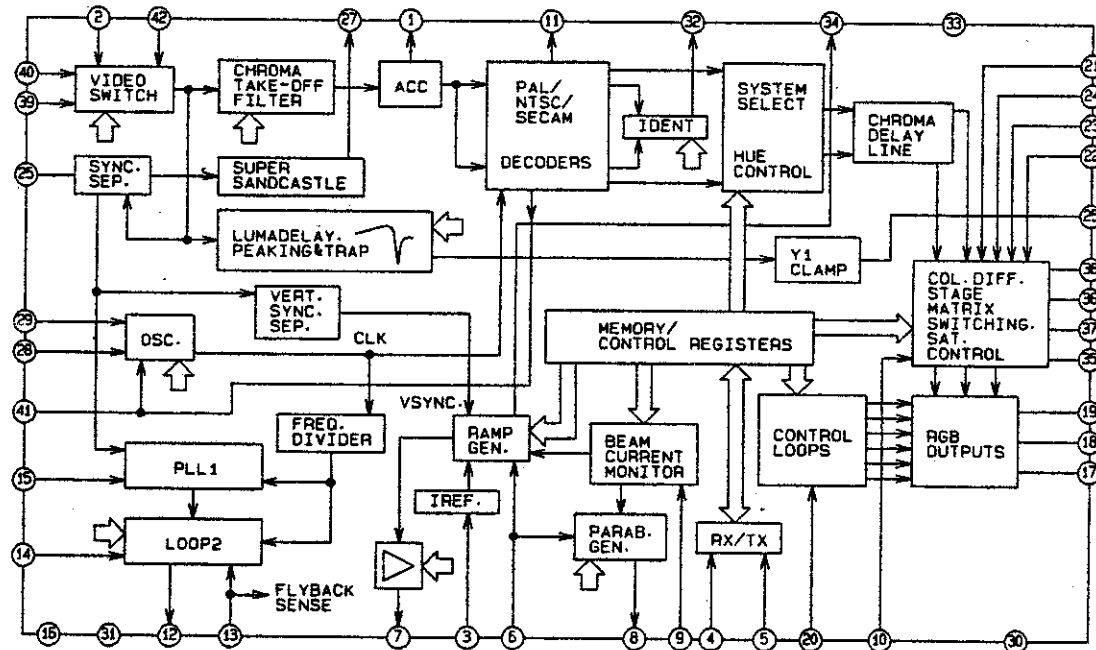 2
42
27
1
11
32
34
33
40
39
VIDEO
SWITCH
CHROMA
TAKE-OFF
FILTER
ACC
PAL/
NTSC/
SECAM
DECODERS
IDENT
SYSTEM
SELECT
HUE
CONTROL
CHROMA
DELAY
LINE
21
24
23
22
25
SYNC.
SEP.
SUPER
SANDCASTLE
LUMADELAY.
PEAKING&TRAP
Y1
CLAMP
COL.DIFF.
STAGE
MATRIX
SWITCHING.
SAT.
CONTROL
36
37
35
VERT.
SYNC
SEP.
29
28
OSC.
CLK
MEMORY/
CONTROL REGISTERS
41
VSYNC.
FREQ.
DIVIDER
RAMP
GEN.
BEAM
CURRENT
MONITOR
CONTROL
LOOPS
RGB
OUTPUTS
19
18
17
15
PLL1
IREF.
14
LOOP2
PARAB.
GEN.
RX/TX
FLYBACK
SENSE
16
31
12
13
7
3
6
8
9
4
5
20
10
30